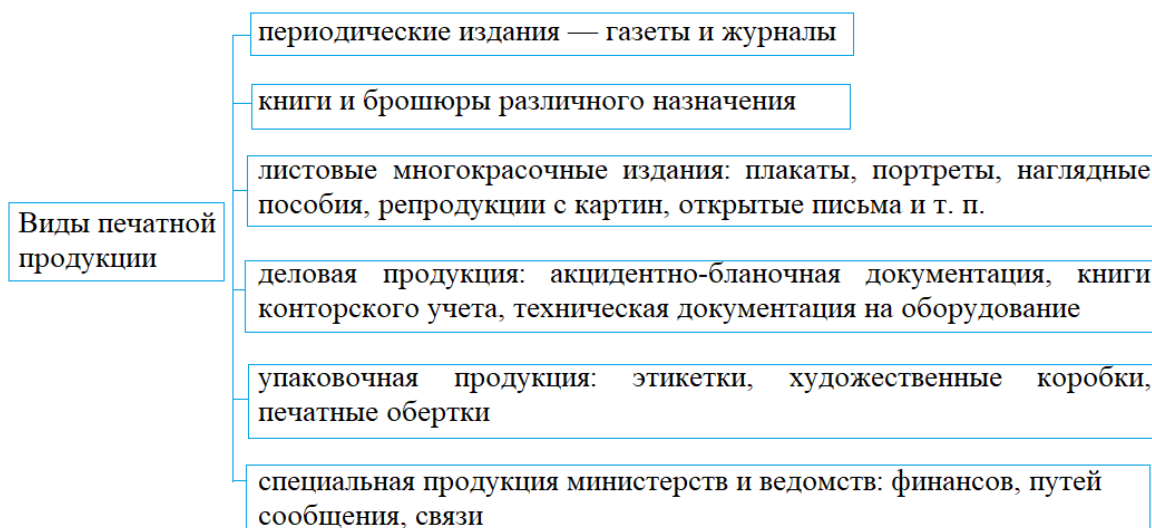 периодические издания — газеты и журналы
книги и брошюры различного назначения
листовые многокрасочные издания: плакаты, портреты, наглядные
пособия, репродукции с картин, открытые письма и т. п.
Виды печатной
продукции
деловая продукция: акцидентно-бланочная документация, книги
конторского учета, техническая документация на оборудование
упаковочная продукция: этикетки, художественные коробки,
печатные обертки
специальная продукция министерств и ведомств: финансов, путей
сообщения, связи